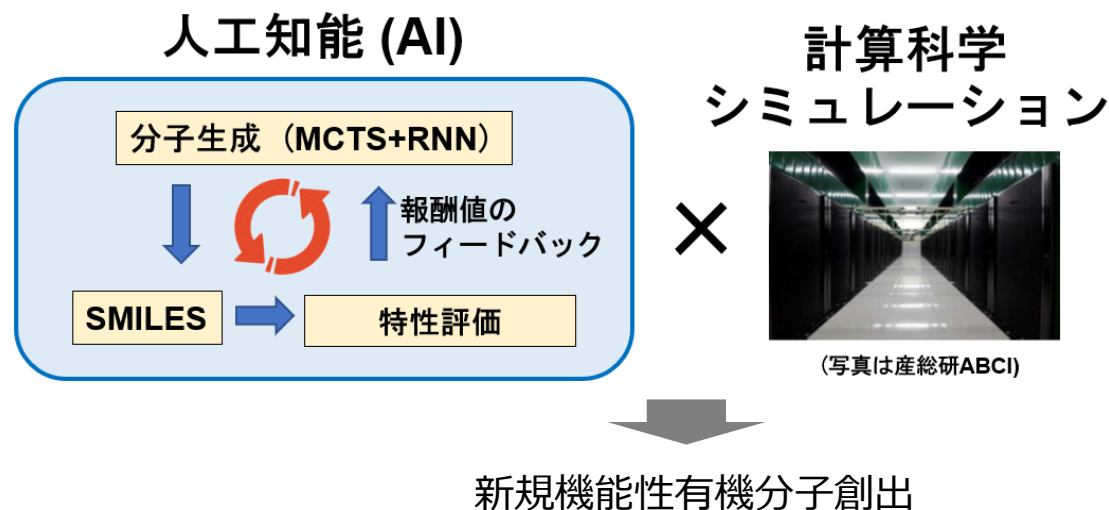 人工知能 (AI)
分子生成（MCTS+RNN）
報酬値の
フィードバック
SMILES
特性評価
×
計算科学
シミュレーション
(写真は産総研ABCI)
新規機能性有機分子創出